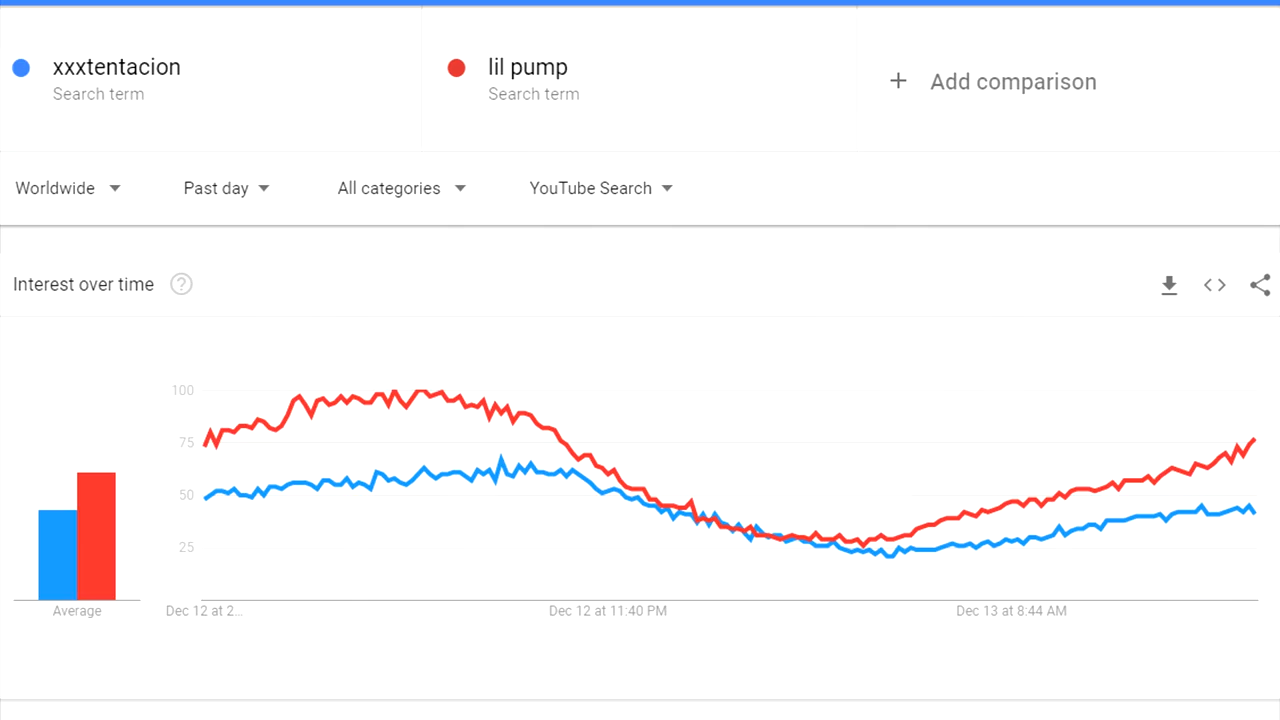 xxxtentacion
Search term
lil pump
Search term
+ Add comparison
Worldwide
Past day
All categories
YouTube Search
Interest over time ?
100
75
50
25
Average
Dec 12 at 2...
Dec 12 at 11:40 PM
Dec 13 at 8:44 AM